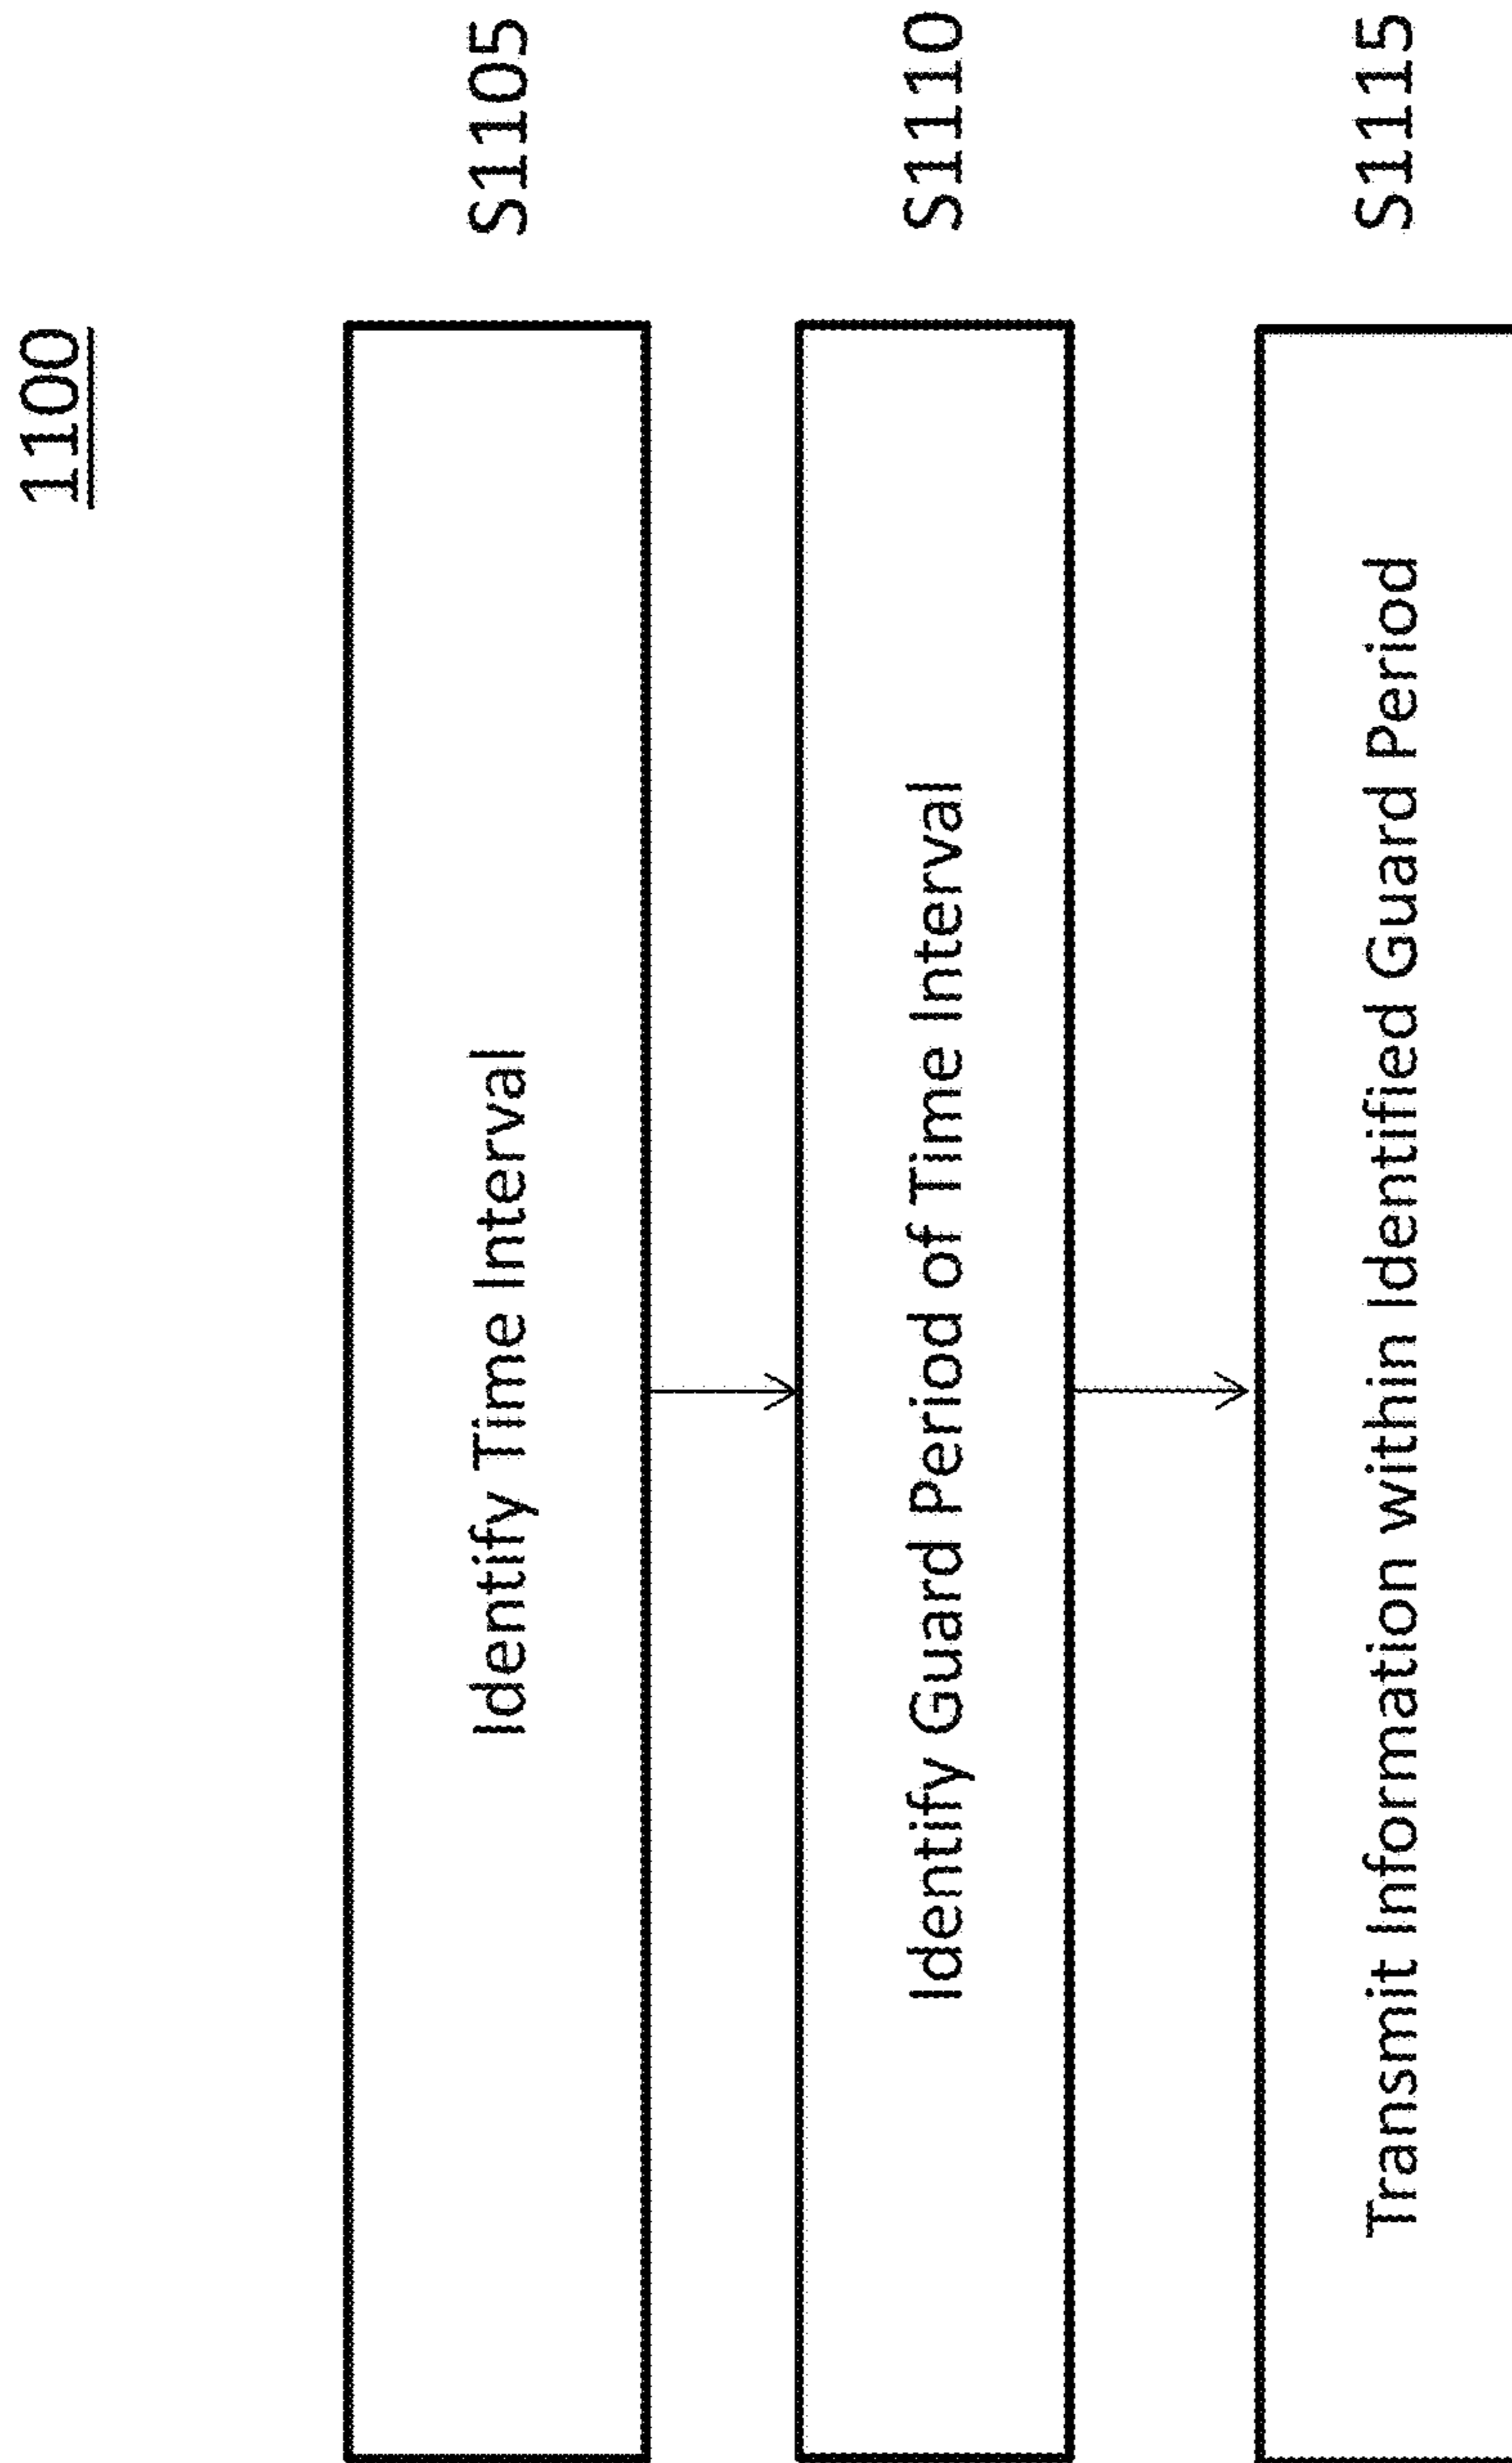 1100
Identify Time Interval
S1105
Identify Guard Period of Time Interval
S1110
Transmit Information within Identified Guard Period
S1115